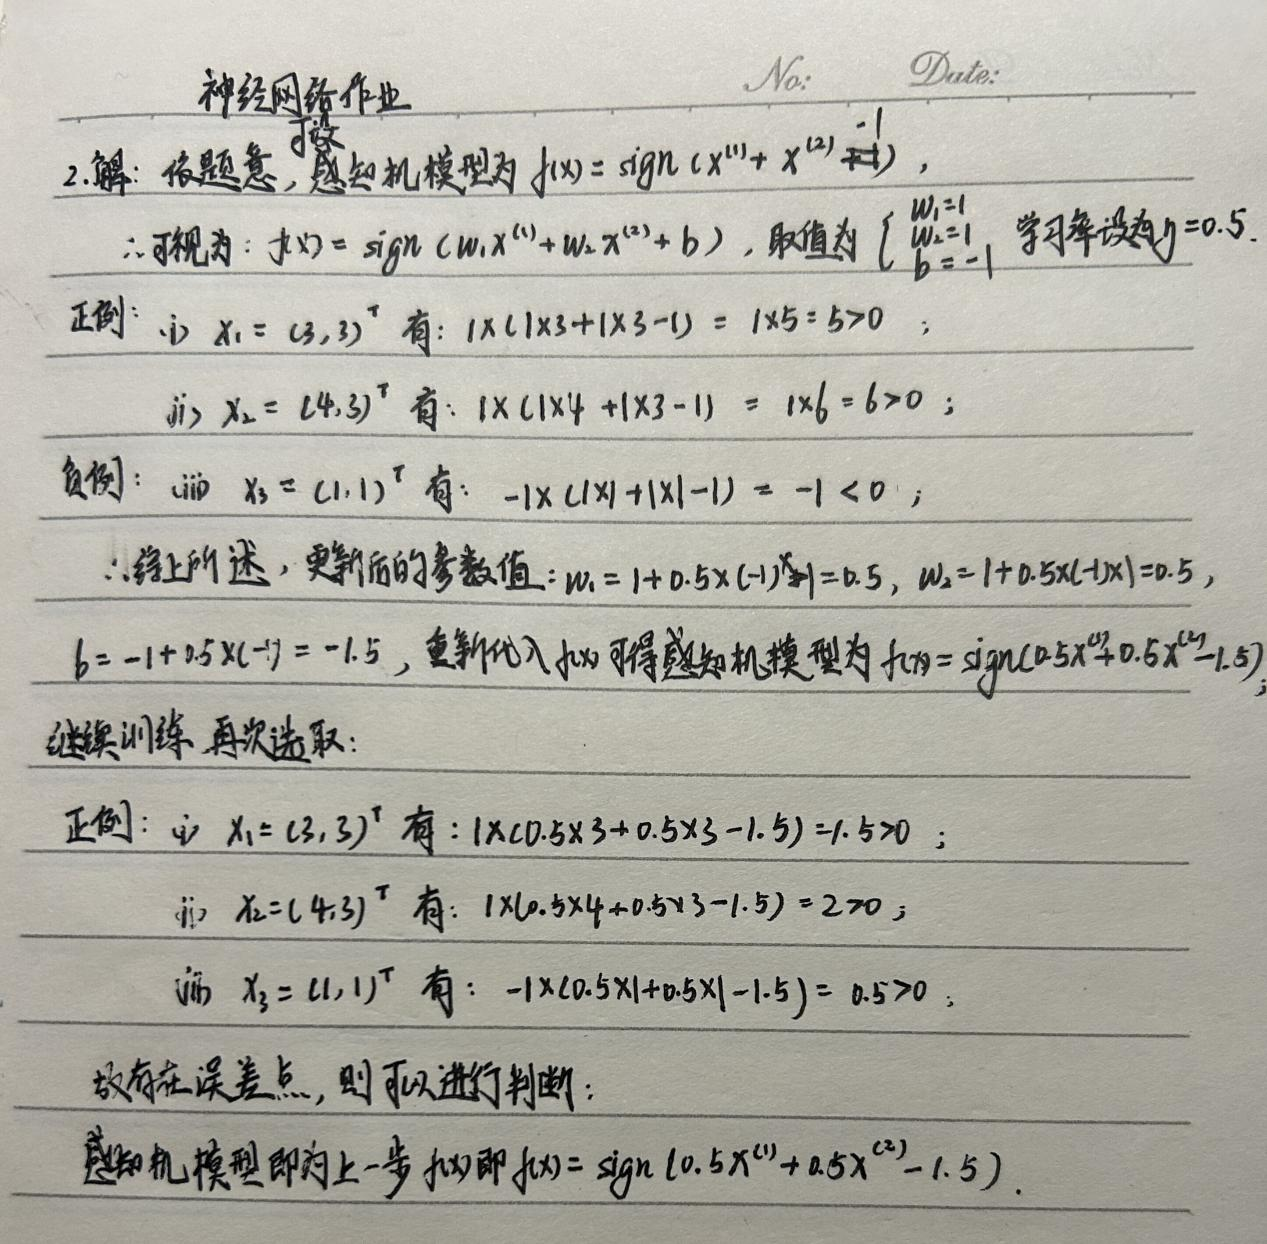 No: Date:
神经网络作业
2.解：依题意，可设感知机模型为 f(x) = sign (x⁽¹⁾ + x⁽²⁾ -1)，
∴可视为：f(x) = sign (w₁x⁽¹⁾ + w₂x⁽²⁾ + b)，取值为 { w₁=1 w₂=1 b=-1 学习率设为η=0.5.
正例：(i) x₁ = (3,3)ᵀ 有：1×(1×3+1×3-1) = 1×5 = 5>0；
(ii) x₂ = (4,3)ᵀ 有：1×(1×4+1×3-1) = 1×6 = 6>0；
负例：(iii) x₃ = (1,1)ᵀ 有：-1×(1×1+1×1-1) = -1<0；
∴综上所述，更新后的参数值：w₁=1+0.5×(-1)×1=0.5，w₂=1+0.5×(-1)×1=0.5，
b=-1+0.5×(-1) = -1.5，重新代入f(x)可得感知机模型为 f(x)=sign(0.5x⁽¹⁾+0.5x⁽²⁾-1.5)；
继续训练 再次选取：
正例：(i) x₁=(3,3)ᵀ 有：1×(0.5×3+0.5×3-1.5)=1.5>0；
(ii) x₂=(4,3)ᵀ 有：1×(0.5×4+0.5×3-1.5)=2>0；
(iii) x₃=(1,1)ᵀ 有：-1×(0.5×1+0.5×1-1.5)= 0.5>0；
故存在误差点，则可以进行判断：
感知机模型即为上一步 f(x) 即 f(x)= sign (0.5x⁽¹⁾+0.5x⁽²⁾-1.5).